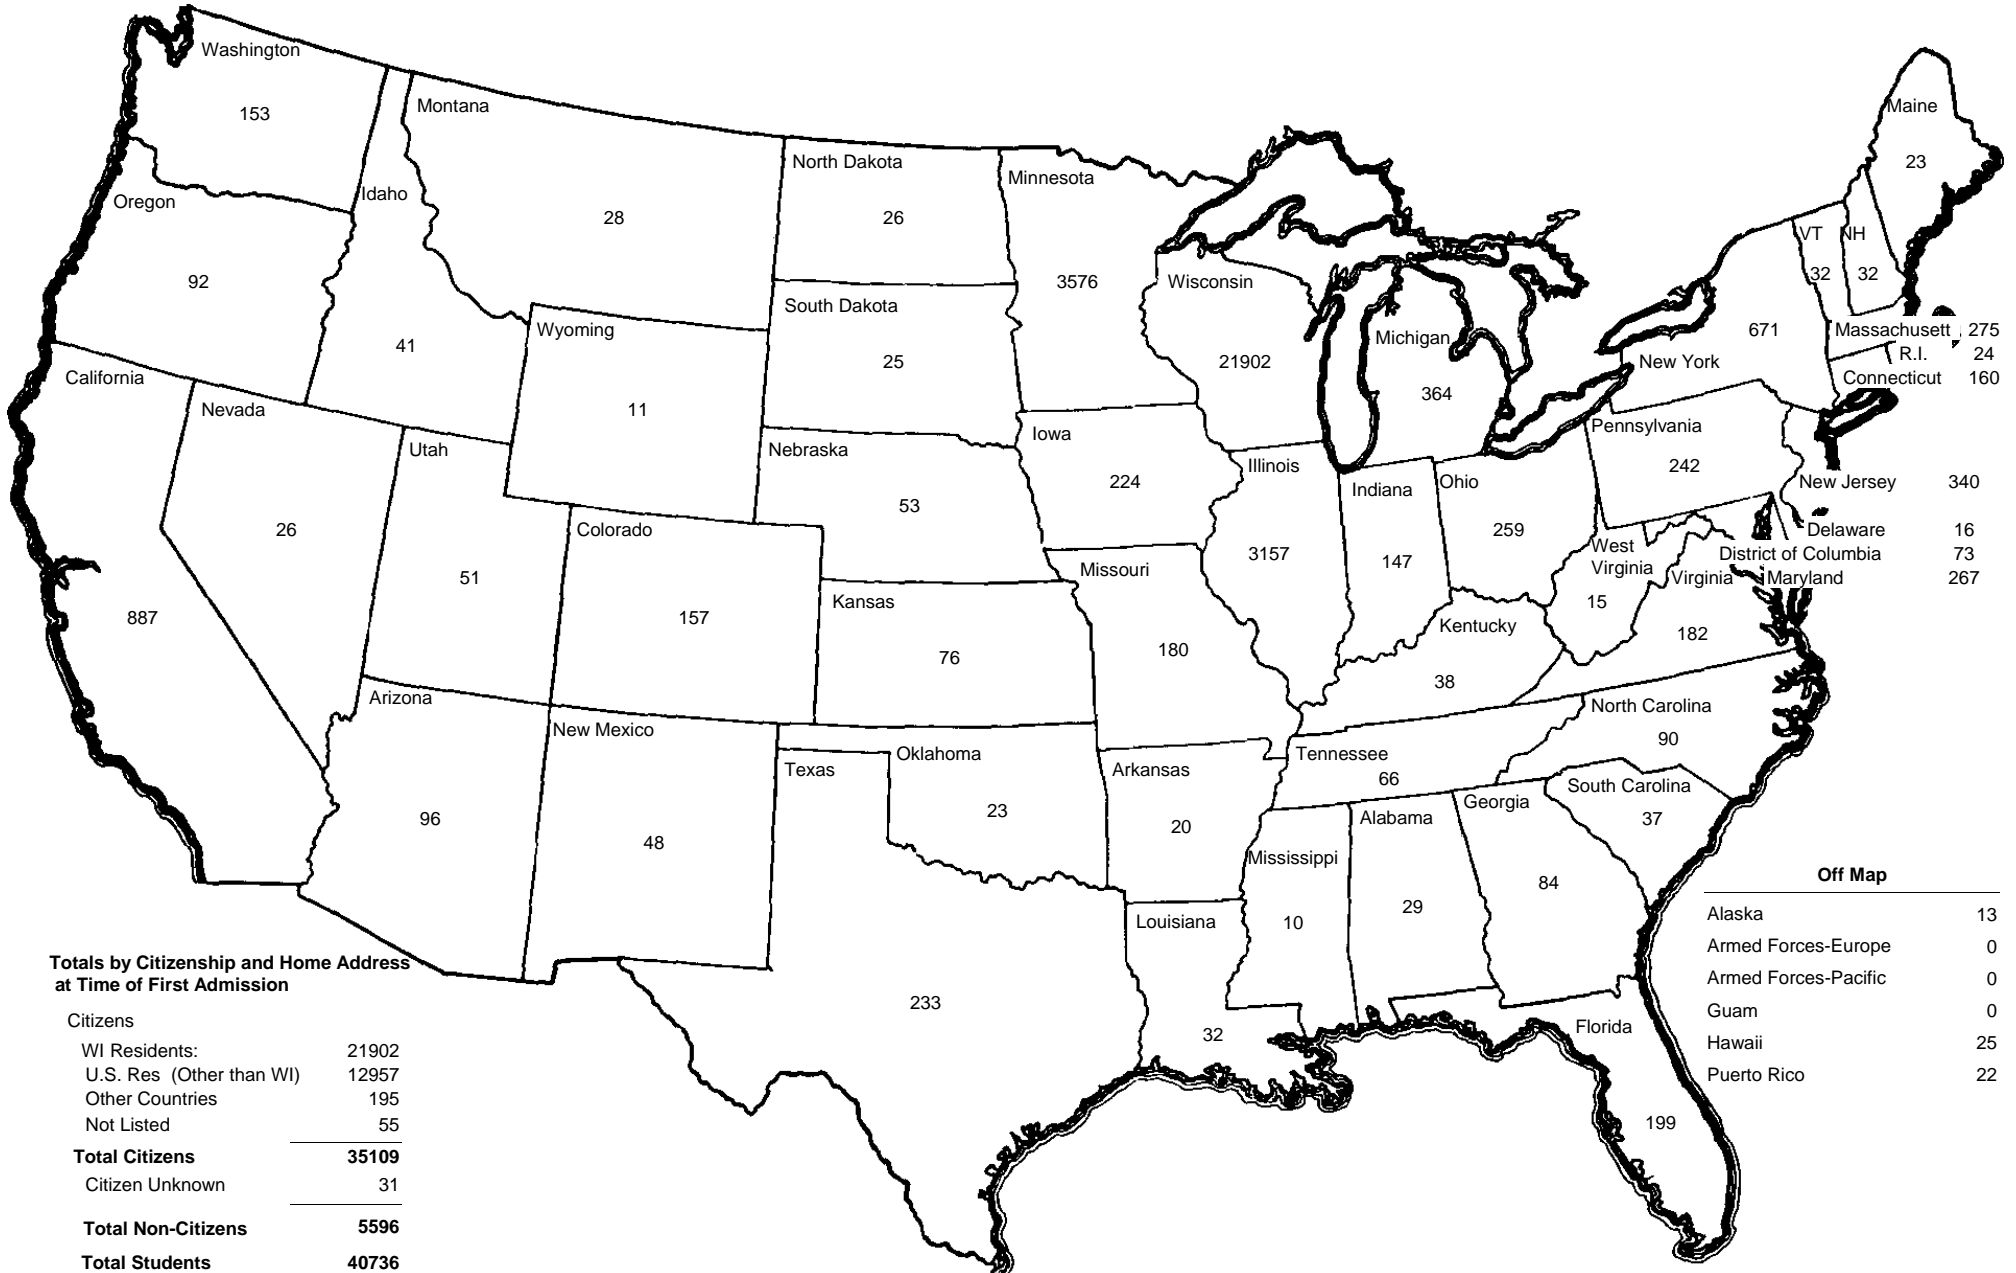 Washington
153
Montana
28
Idaho
41
Oregon
92
North Dakota
26
Minnesota
3576
Wisconsin
21902
Michigan
364
Maine
23
VT
32
NH
32
671
New York
Massachusett
275
R.I.
24
Connecticut
160
South Dakota
25
Wyoming
11
California
887
Nevada
26
Utah
51
Nebraska
53
Iowa
224
Illinois
3157
Indiana
147
Ohio
259
Pennsylvania
242
New Jersey
340
Delaware
16
District of Columbia
73
Maryland
267
West
Virginia
15
Virginia
182
Colorado
157
Kansas
76
Missouri
180
Kentucky
38
North Carolina
90
Arizona
96
New Mexico
48
Texas
233
Oklahoma
23
Arkansas
20
Tennessee
66
South Carolina
37
Georgia
84
Alabama
29
Mississippi
10
Louisiana
32
Florida
199
Off Map
Alaska 13
Armed Forces-Europe 0
Armed Forces-Pacific 0
Guam 0
Hawaii 25
Puerto Rico 22
Totals by Citizenship and Home Address
at Time of First Admission
Citizens
WI Residents: 21902
U.S. Res (Other than WI) 12957
Other Countries 195
Not Listed 55
Total Citizens 35109
Citizen Unknown 31
Total Non-Citizens 5596
Total Students 40736